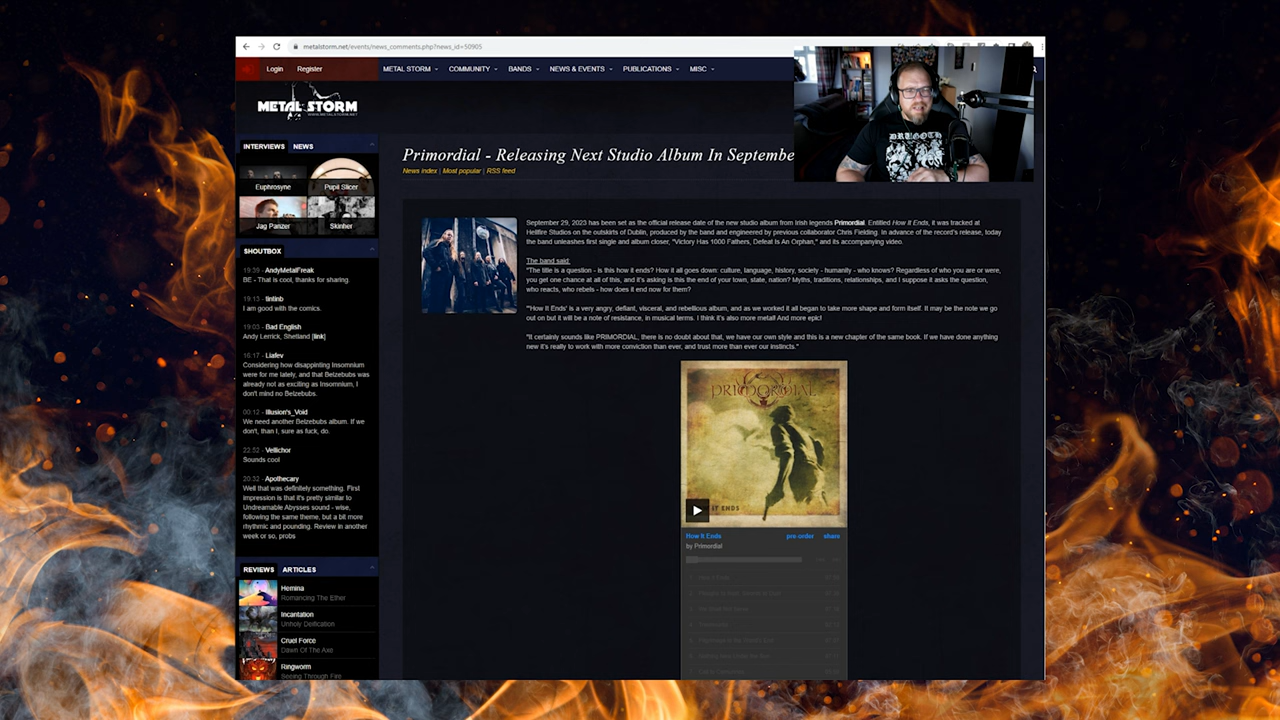 metalstorm.net/events/news_comments.php?news_id=50905
Login Register METAL STORM COMMUNITY BANDS NEWS & EVENTS PUBLICATIONS MISC
METAL STORM
WWW.METALSTORM.NET
DRUGOTH
INTERVIEWS NEWS
Euphrosyne Pupil Slicer
Jag Panzer Skinher
SHOUTBOX
19:59 - AndyMetalFreak
BE - That is cool, thanks for sharing.
19:13 - lintinb
I am good with the comics.
19:03 - Bad English
Andy Lerrick, Shetland [link]
16:17 - Liafev
Considering how disappinting Insomnium
were for me lately, and that Belzebubs was
already not as exciting as Insomnium, I
don't mind no Belzebubs.
00:12 - Illusion's_Void
We need another Belzebubs album. If we
don't, than I, sure as fuck, do.
22:52 - Vellichor
Sounds cool
20:32 - Apothecary
Well that was definitely something. First
impression is that it's pretty similar to
Undreamable Abysses sound - wise,
following the same theme, but a bit more
rhythmic and pounding. Review in another
week or so, probs
REVIEWS ARTICLES
Hemina
Romancing The Ether
Incantation
Unholy Deification
Cruel Force
Dawn Of The Axe
Ringworm
Seeing Through Fire
Primordial - Releasing Next Studio Album In Septembe
News index | Most popular | RSS feed
September 29, 2023 has been set as the official release date of the new studio album from Irish legends Primordial. Entitled How It Ends, it was tracked at
Hellfire Studios on the outskirts of Dublin, produced by the band and engineered by previous collaborator Chris Fielding. In advance of the record's release, today
the band unleashes first single and album closer, "Victory Has 1000 Fathers, Defeat Is An Orphan," and its accompanying video.
The band said:
"The title is a question - is this how it ends? How it all goes down: culture, language, history, society - humanity - who knows? Regardless of who you are or were,
you get one chance at all of this, and it's asking is this the end of your town, state, nation? Myths, traditions, relationships, and I suppose it asks the question,
who reacts, who rebels - how does it end now for them?
"'How It Ends' is a very angry, defiant, visceral, and rebellious album, and as we worked it all began to take more shape and form itself. It may be the note we go
out on but it will be a note of resistance, in musical terms. I think it's also more metal! And more epic!
"It certainly sounds like PRIMORDIAL, there is no doubt about that, we have our own style and this is a new chapter of the same book. If we have done anything
new it's really to work with more conviction than ever, and trust more than ever our instincts."
PRIMORDIAL
IT ENDS
How It Ends pre-order share
by Primordial